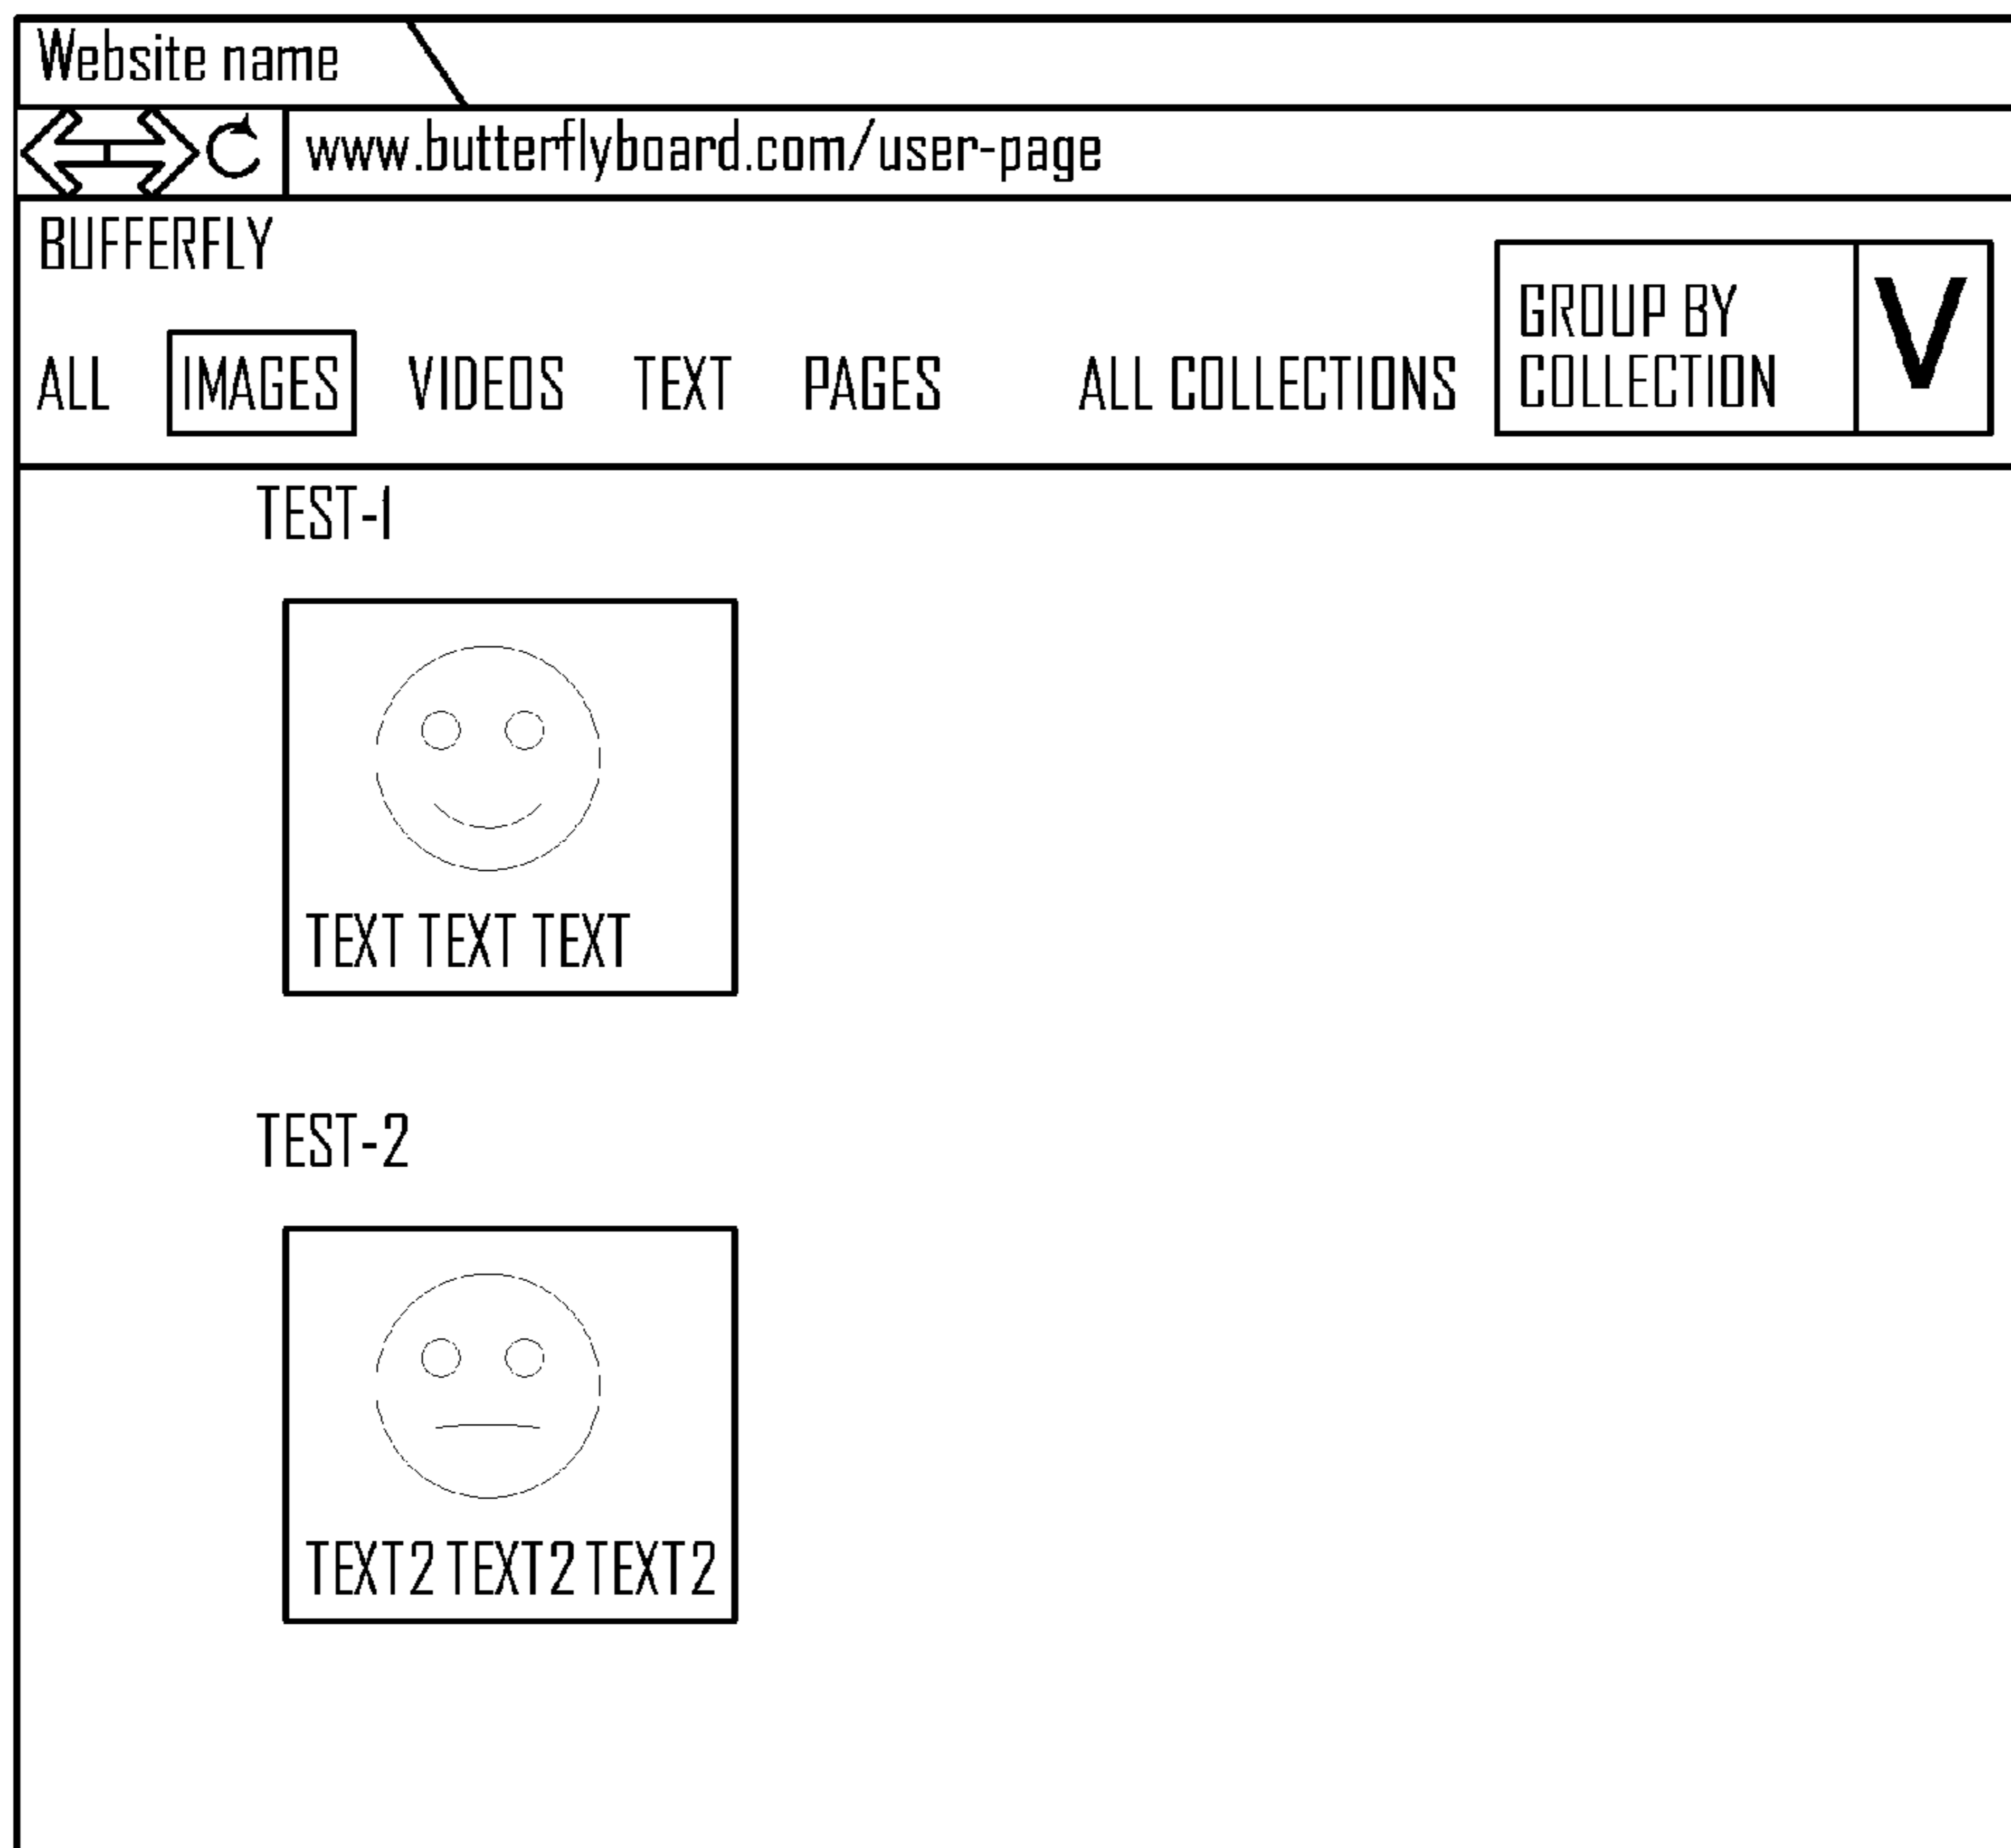 Website name
www.butterflyboard.com/user-page
BUFFERFLY
ALL IMAGES VIDEOS TEXT PAGES ALL COLLECTIONS
GROUP BY
COLLECTION
V
TEST-1
TEXT TEXT TEXT
TEST-2
TEXT2 TEXT2 TEXT2